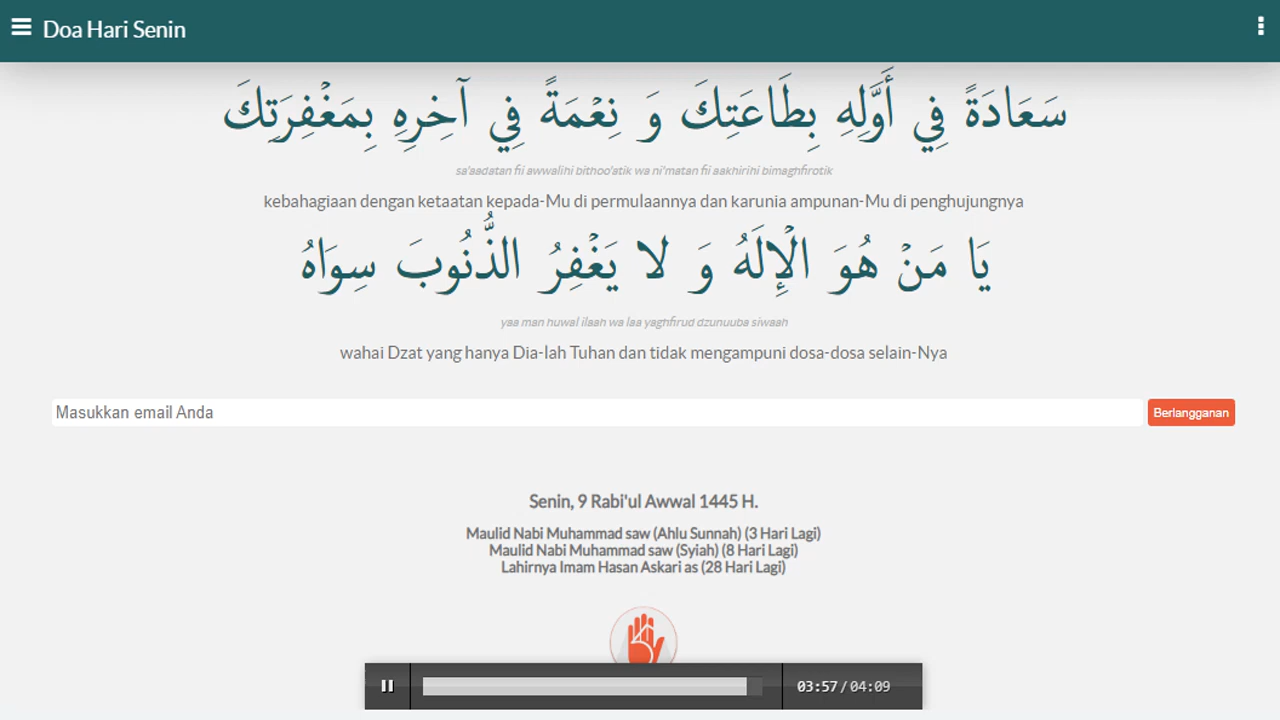 Doa Hari Senin
سَعَادَةً فِي أَوَّلِهِ بِطَاعَتِكَ وَ نِعْمَةً فِي آخِرِهِ بِمَغْفِرَتِكَ
sa'aadatan fii awwalihi bithoo'atik wa ni'matan fii aakhirihi bimaghfirotik
kebahagiaan dengan ketaatan kepada-Mu di permulaannya dan karunia ampunan-Mu di penghujungnya
يَا مَنْ هُوَ الْإِلَهُ وَ لا يَغْفِرُ الذُّنُوبَ سِوَاهُ
yaa man huwal ilaah wa laa yaghfirud dzunuuba siwaah
wahai Dzat yang hanya Dia-lah Tuhan dan tidak mengampuni dosa-dosa selain-Nya
Masukkan email Anda
Berlangganan
Senin, 9 Rabi'ul Awwal 1445 H.
Maulid Nabi Muhammad saw (Ahlu Sunnah) (3 Hari Lagi)
Maulid Nabi Muhammad saw (Syiah) (8 Hari Lagi)
Lahirnya Imam Hasan Askari as (28 Hari Lagi)
03:57/04:09